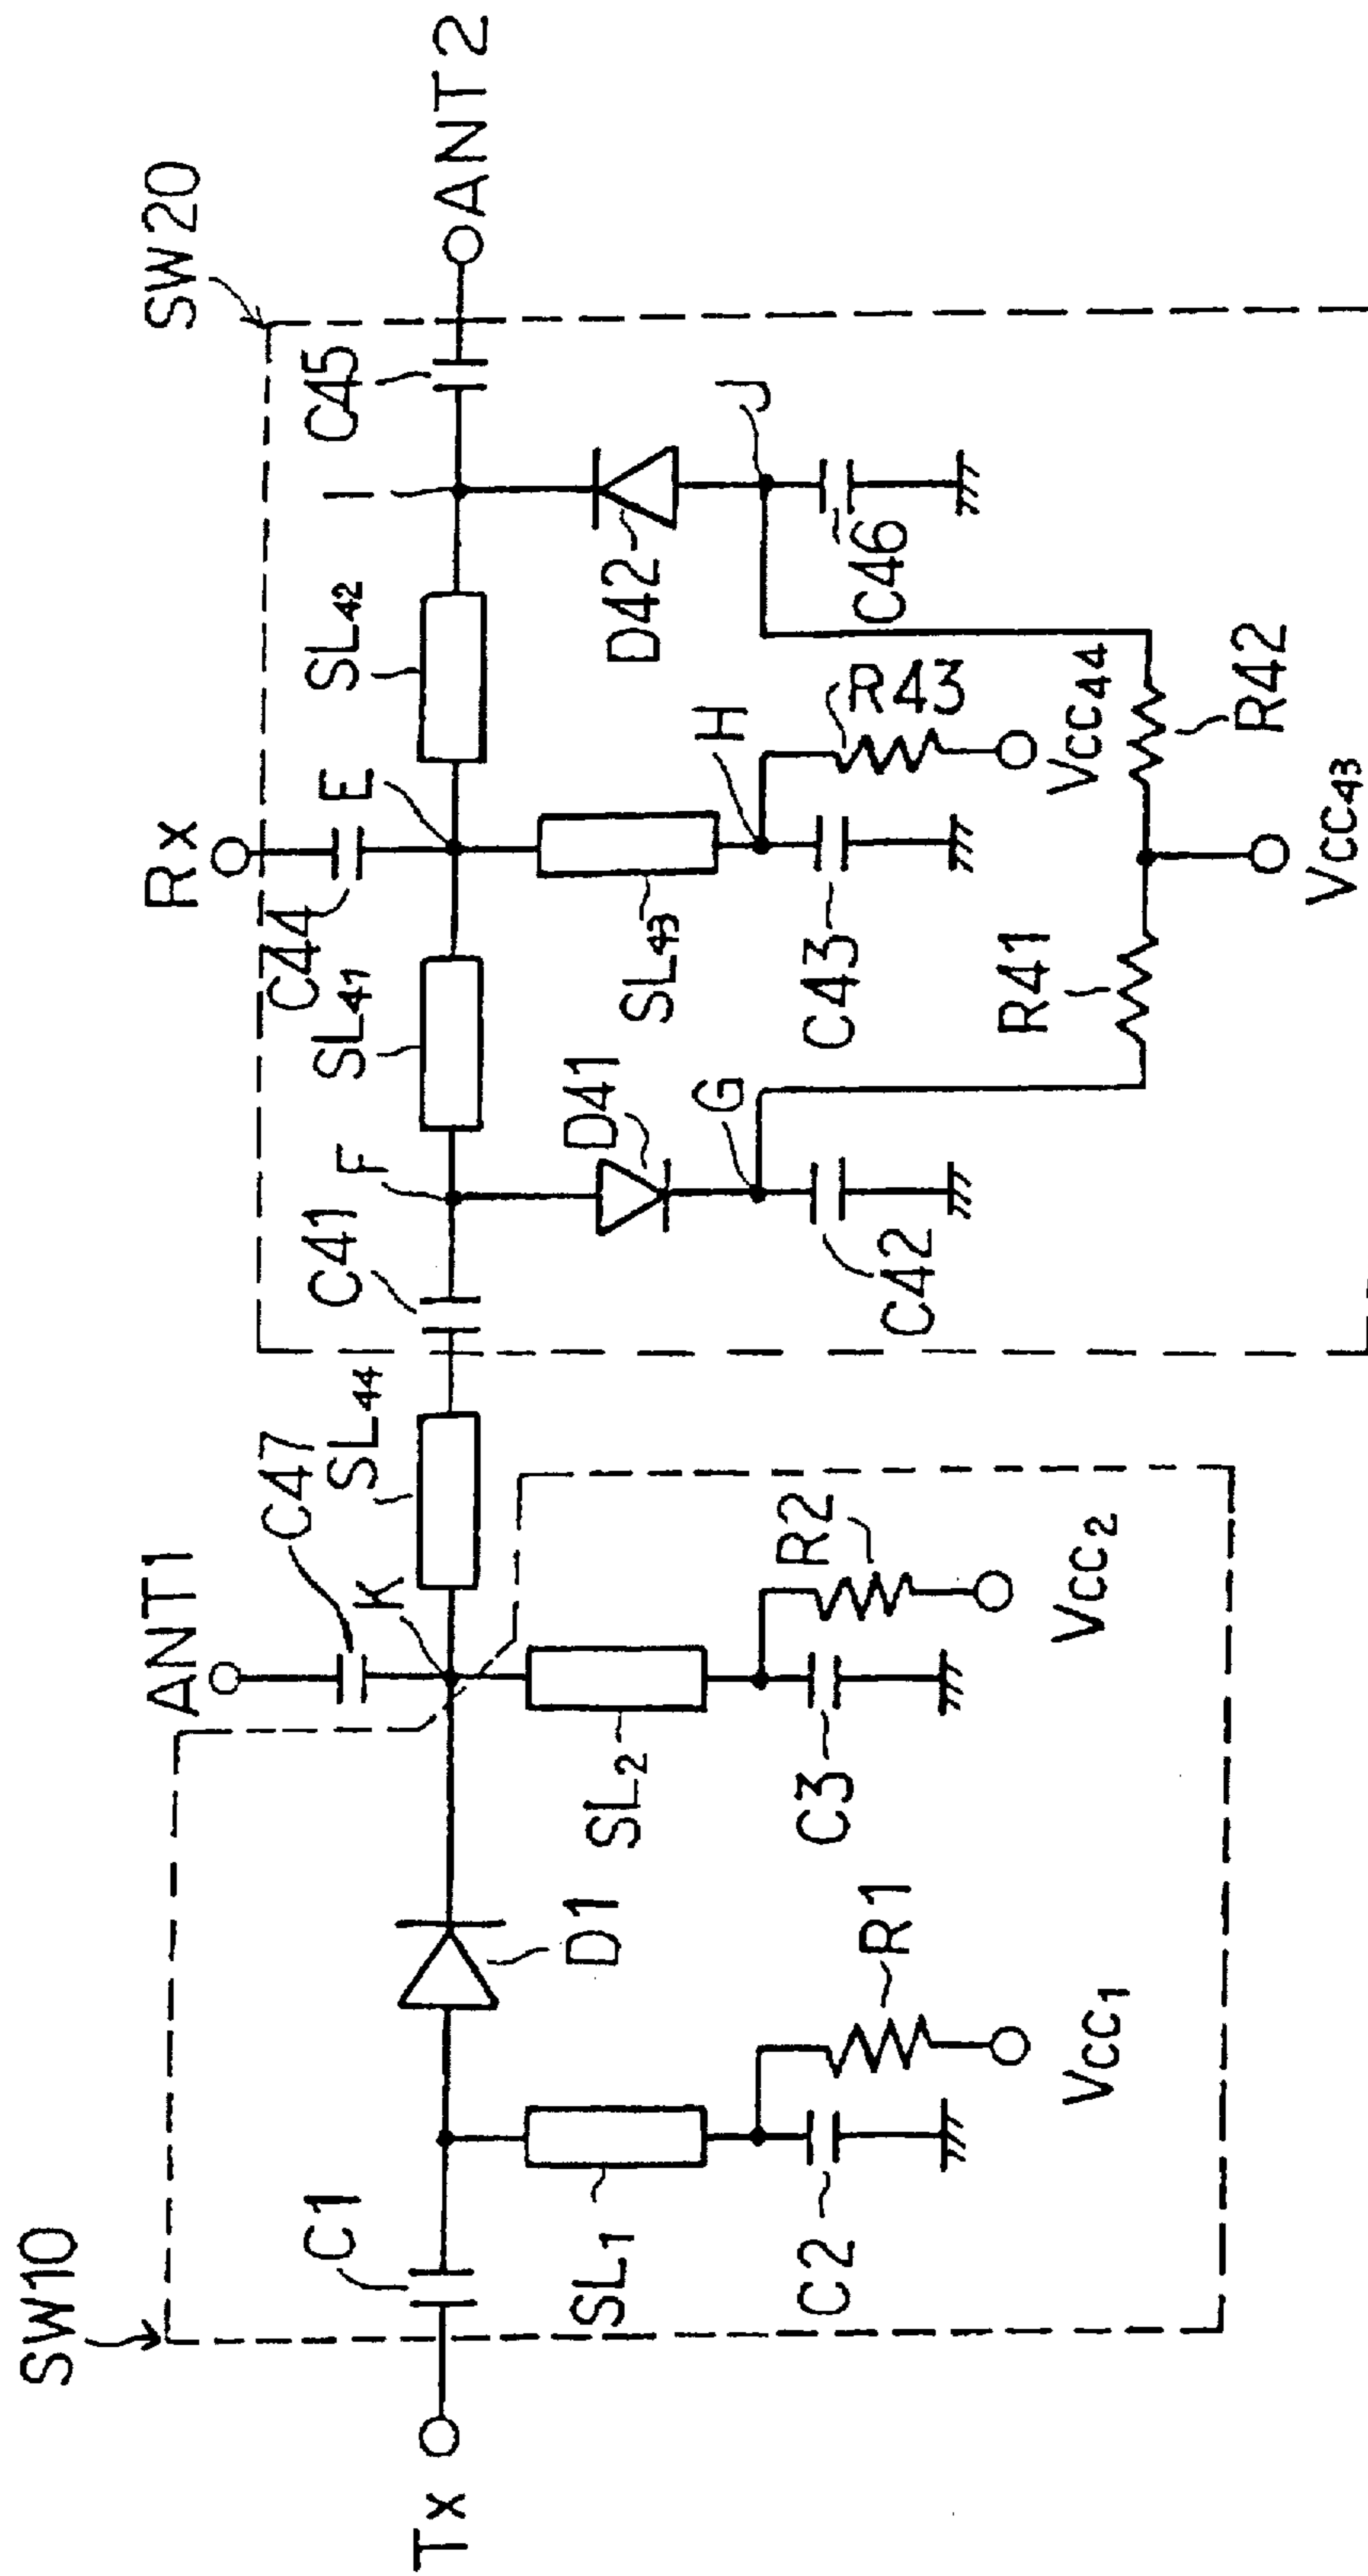 SW10
Tx
C1
SL1
C2
R1
Vcc1
D1
ANT1
C47
K
SL44
SL2
C3
R2
Vcc2
SW20
C41
F
SL41
C44
Rx
E
SL42
I
C45
ANT2
D41
G
C42
SL43
H
C43
R43
Vcc44
D42
J
C46
R41
R42
Vcc43